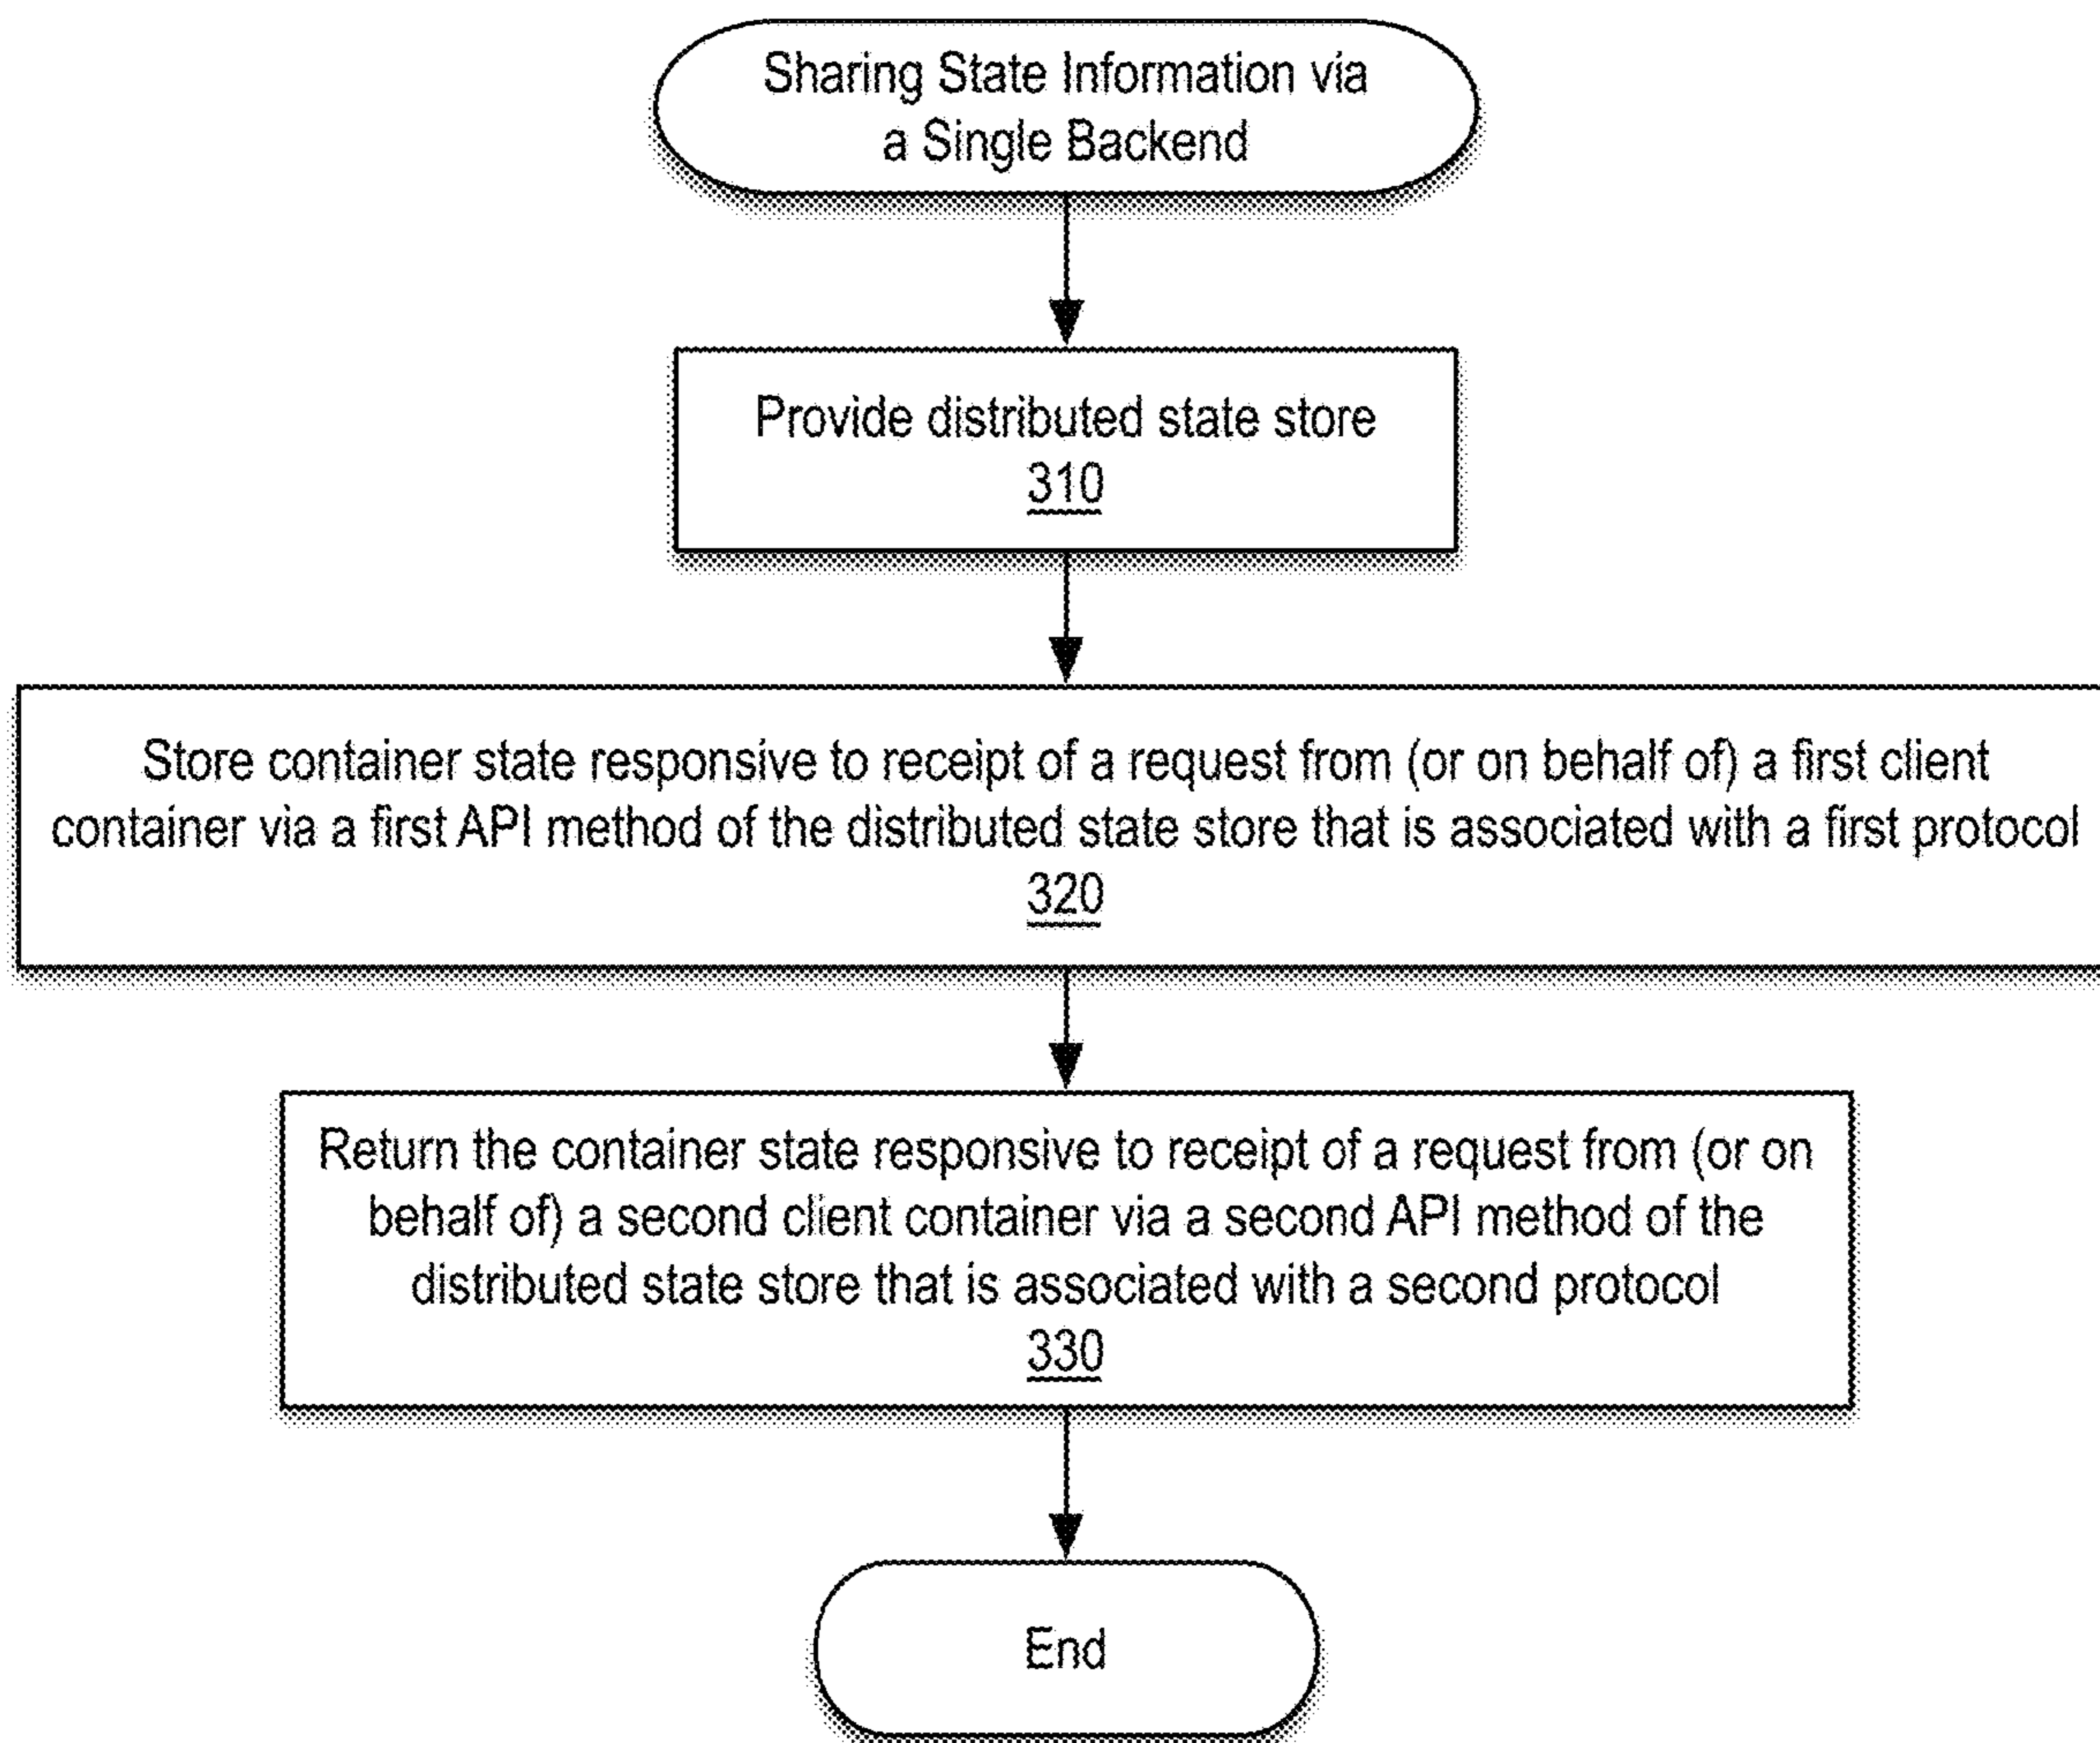 Sharing State Information via
a Single Backend
Provide distributed state store
310
Store container state responsive to receipt of a request from (or on behalf of) a first client
container via a first API method of the distributed state store that is associated with a first protocol
320
Return the container state responsive to receipt of a request from (or on
behalf of) a second client container via a second API method of the
distributed state store that is associated with a second protocol
330
End